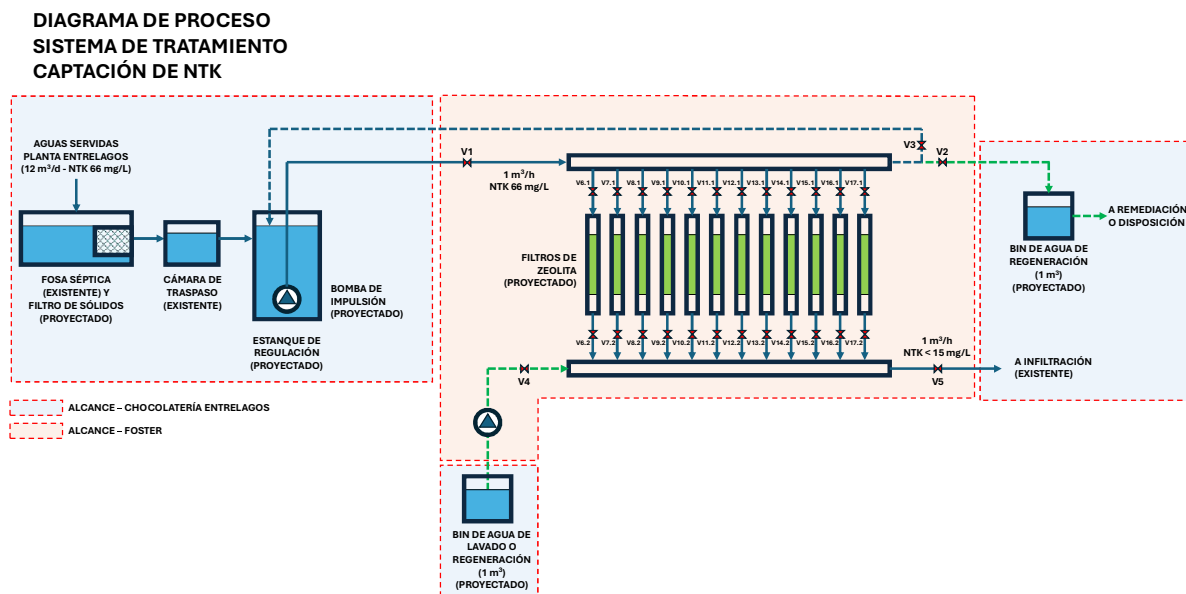 DIAGRAMA DE PROCESO
SISTEMA DE TRATAMIENTO
CAPTACIÓN DE NTK
AGUAS SERVIDAS
PLANTA ENTRELAGOS
(12 m³/d - NTK 66 mg/L)
FOSA SÉPTICA
(EXISTENTE) Y
FILTRO DE SÓLIDOS
(PROYECTADO)
CÁMARA DE
TRASPASO
(EXISTENTE)
BOMBA DE
IMPULSIÓN
(PROYECTADO)
ESTANQUE DE
REGULACIÓN
(PROYECTADO)
V1
1 m³/h
NTK 66 mg/L
V3
V2
V6.1 V7.1 V8.1 V9.1 V10.1 V11.1 V12.1 V13.1 V14.1 V15.1 V16.1 V17.1
FILTROS DE
ZEOLITA
(PROYECTADO)
V6.2 V7.2 V8.2 V9.2 V10.2 V11.2 V12.2 V13.2 V14.2 V15.2 V16.2 V17.2
V4
1 m³/h
NTK < 15 mg/L
V5
A INFILTRACIÓN
(EXISTENTE)
A REMEDIACIÓN
O DISPOSICIÓN
BIN DE AGUA DE
REGENERACIÓN
(1 m³)
(PROYECTADO)
ALCANCE – CHOCOLATERÍA ENTRELAGOS
ALCANCE – FOSTER
BIN DE AGUA DE
LAVADO O
REGENERACIÓN
(1 m³)
(PROYECTADO)